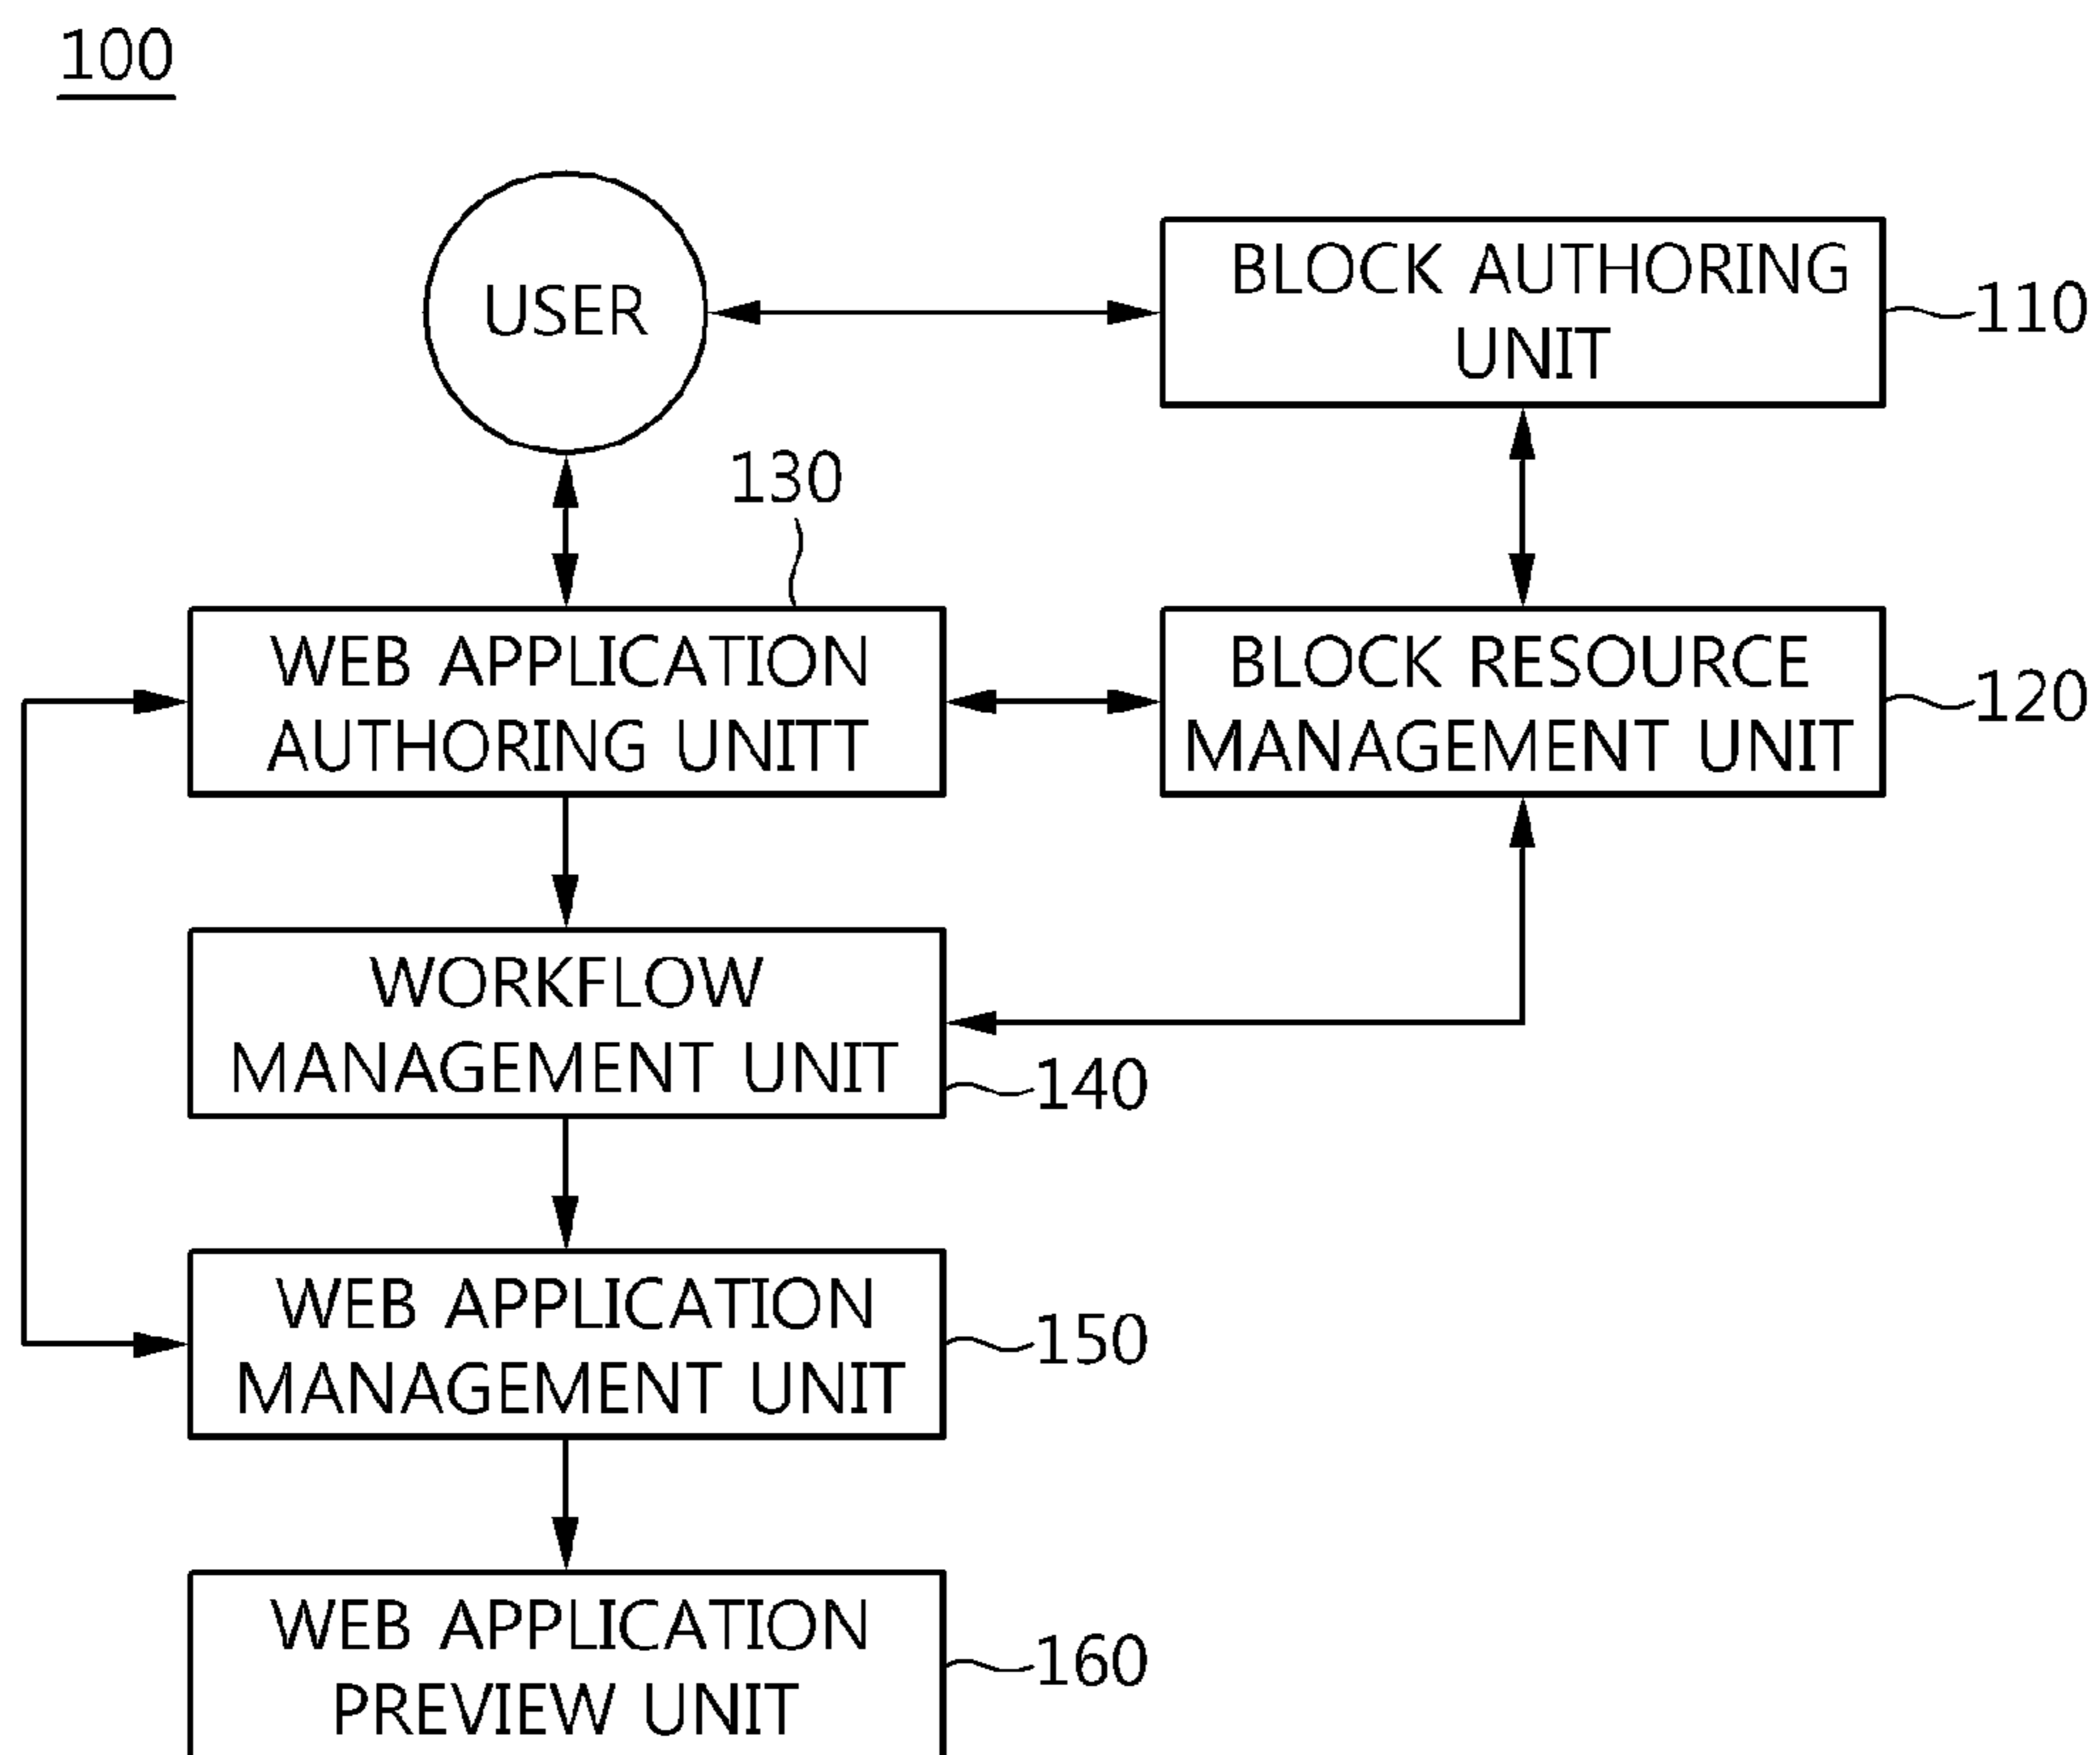 100
USER
BLOCK AUTHORING
UNIT
110
130
WEB APPLICATION
AUTHORING UNITT
BLOCK RESOURCE
MANAGEMENT UNIT
120
WORKFLOW
MANAGEMENT UNIT
140
WEB APPLICATION
MANAGEMENT UNIT
150
WEB APPLICATION
PREVIEW UNIT
160